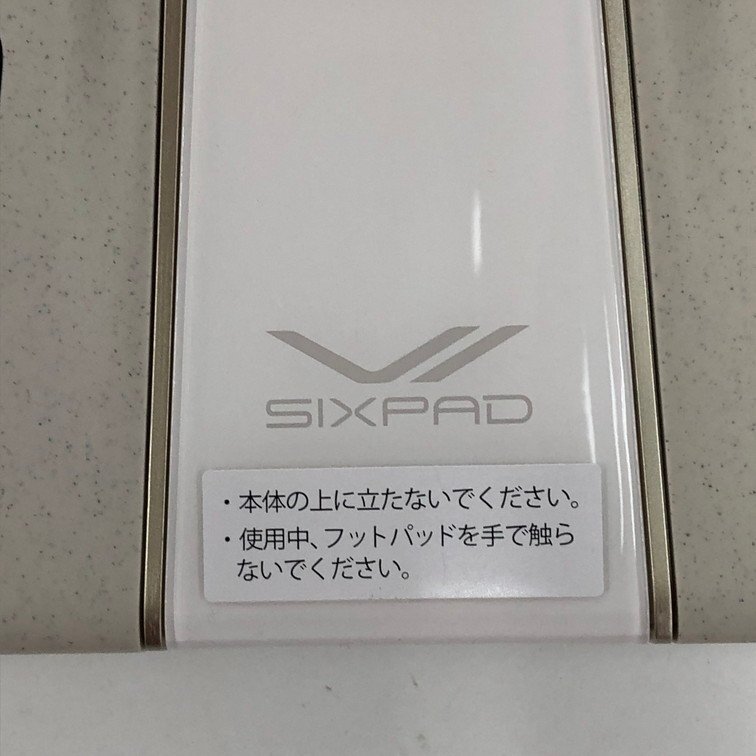 SIXPAD
・本体の上に立たないでください。
・使用中、フットパッドを手で触ら
ないでください。